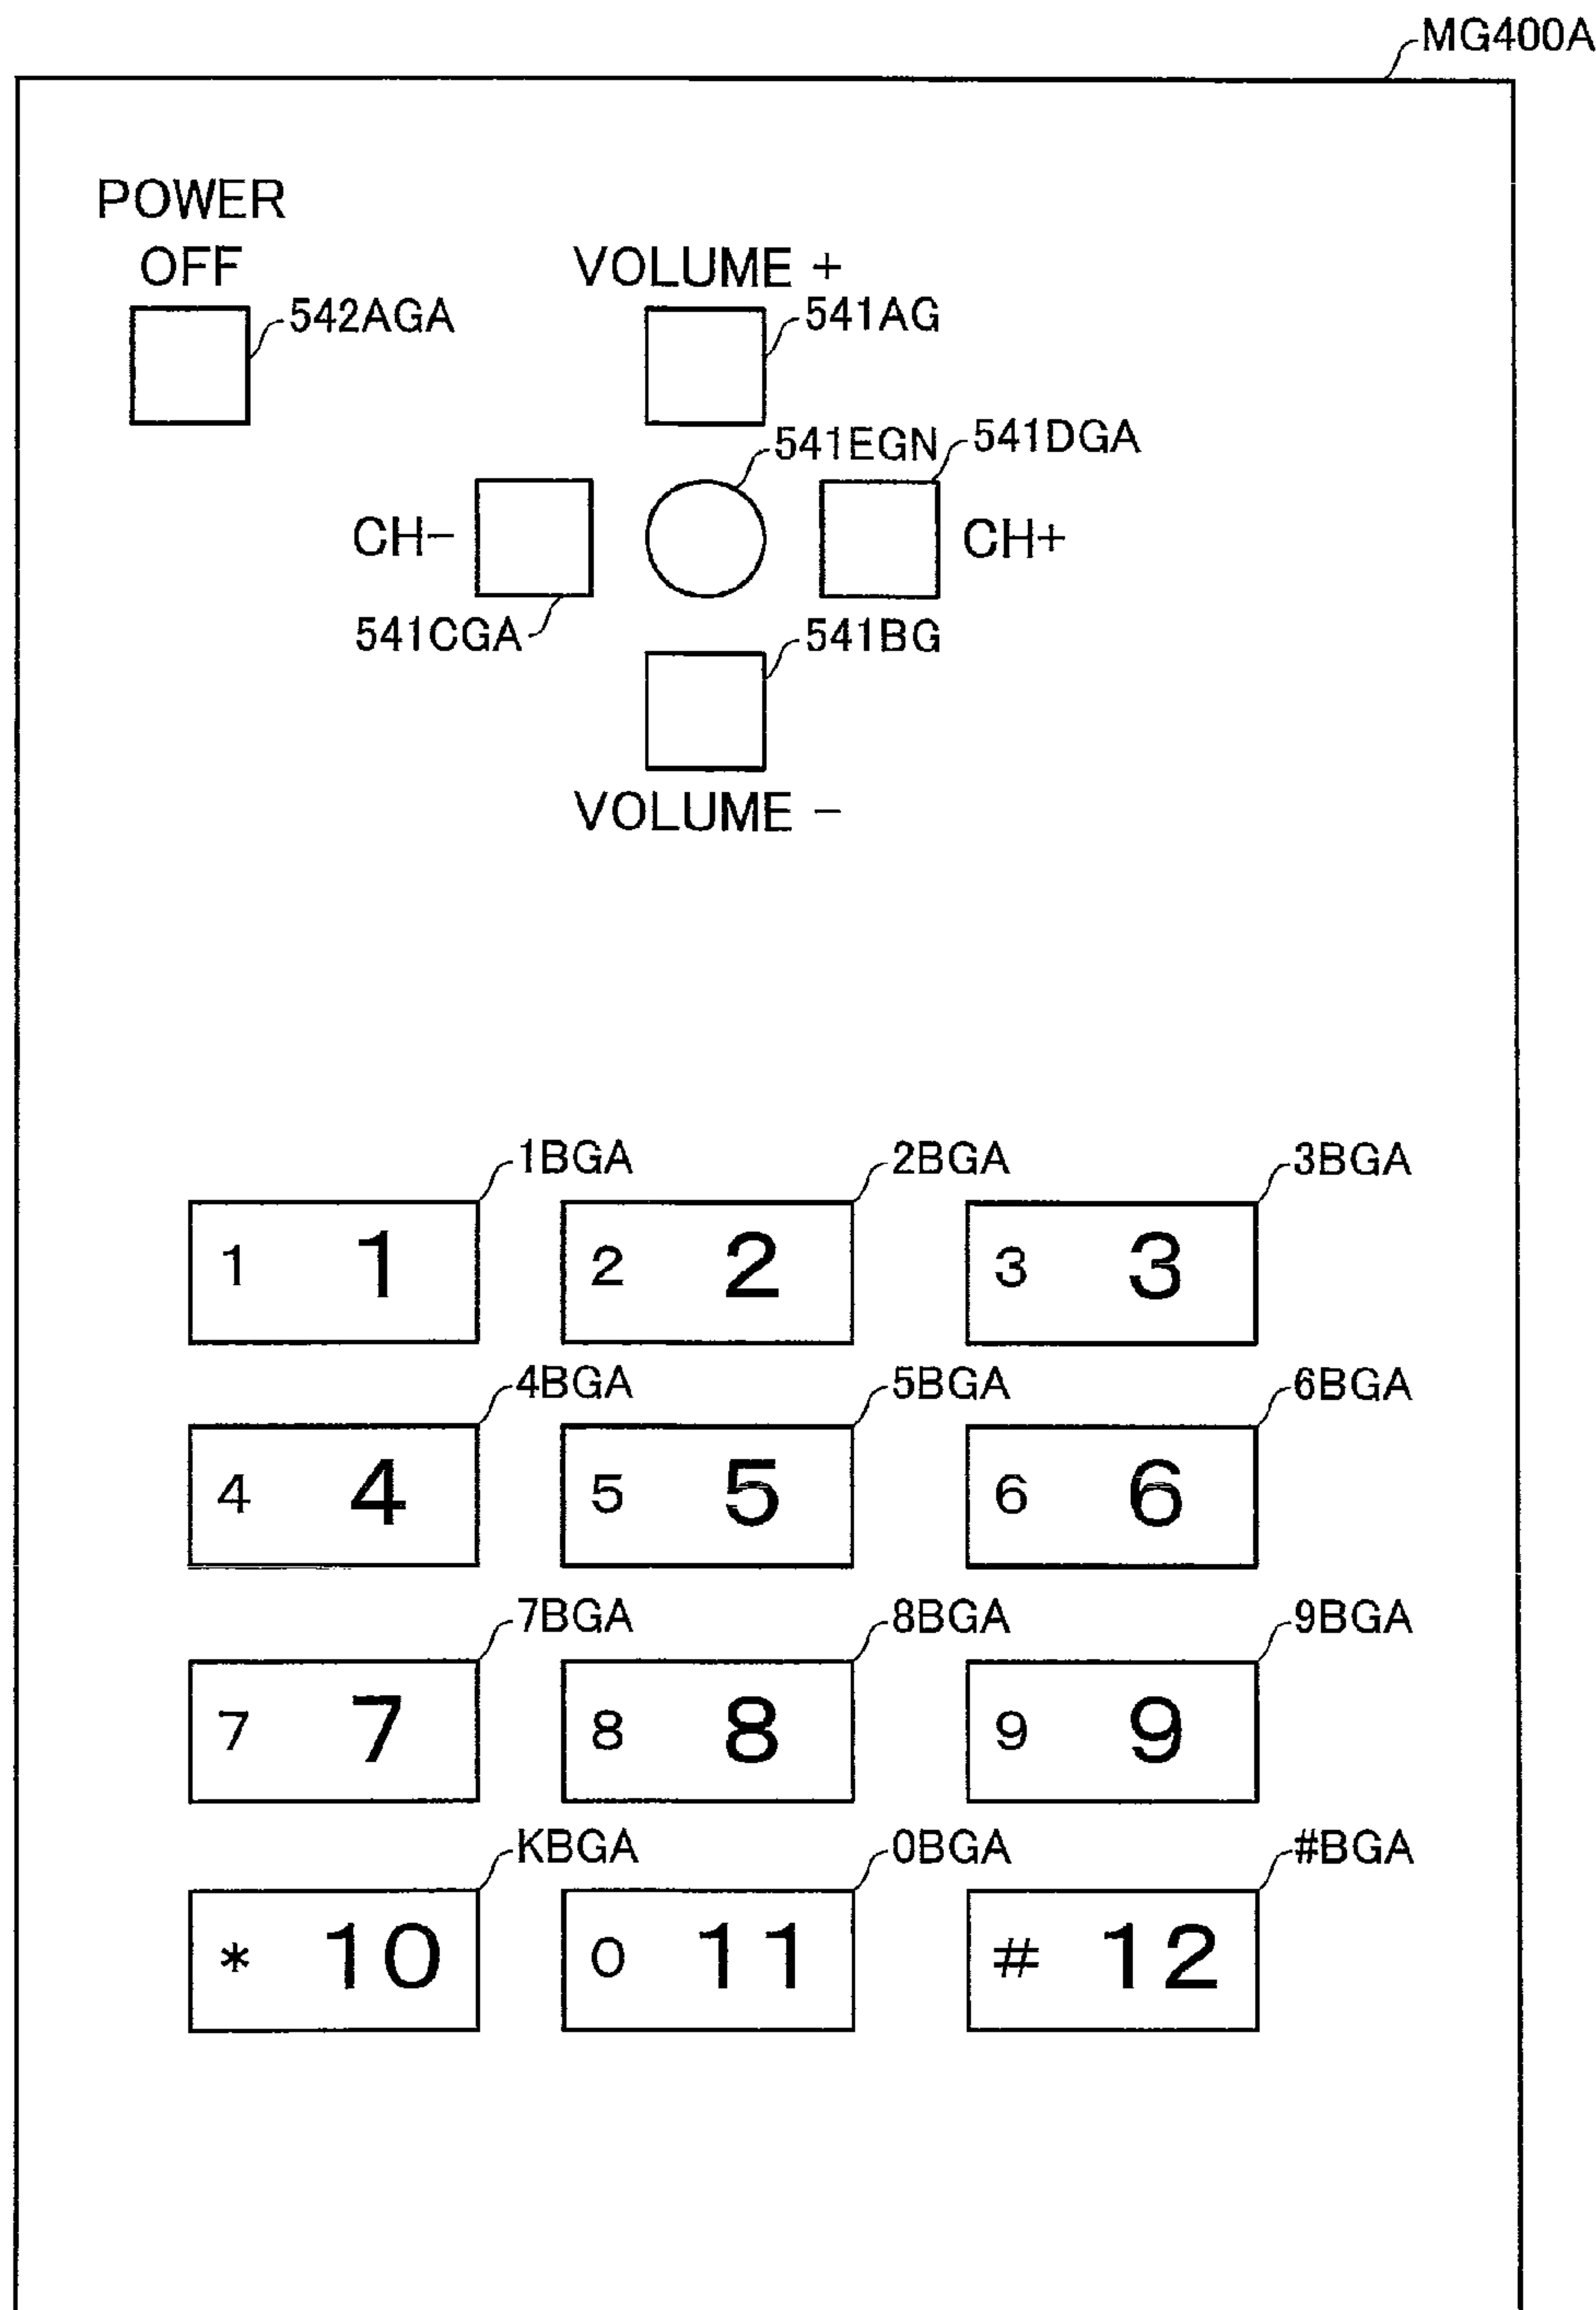 MG400A
POWER
OFF
VOLUME +
542AGA
541AG
541EGN
541DGA
CH-
CH+
541CGA
541BG
VOLUME -
1BGA 2BGA 3BGA
1 1 2 2 3 3
4BGA 5BGA 6BGA
4 4 5 5 6 6
7BGA 8BGA 9BGA
7 7 8 8 9 9
KBGA 0BGA #BGA
* 10 0 11 # 12